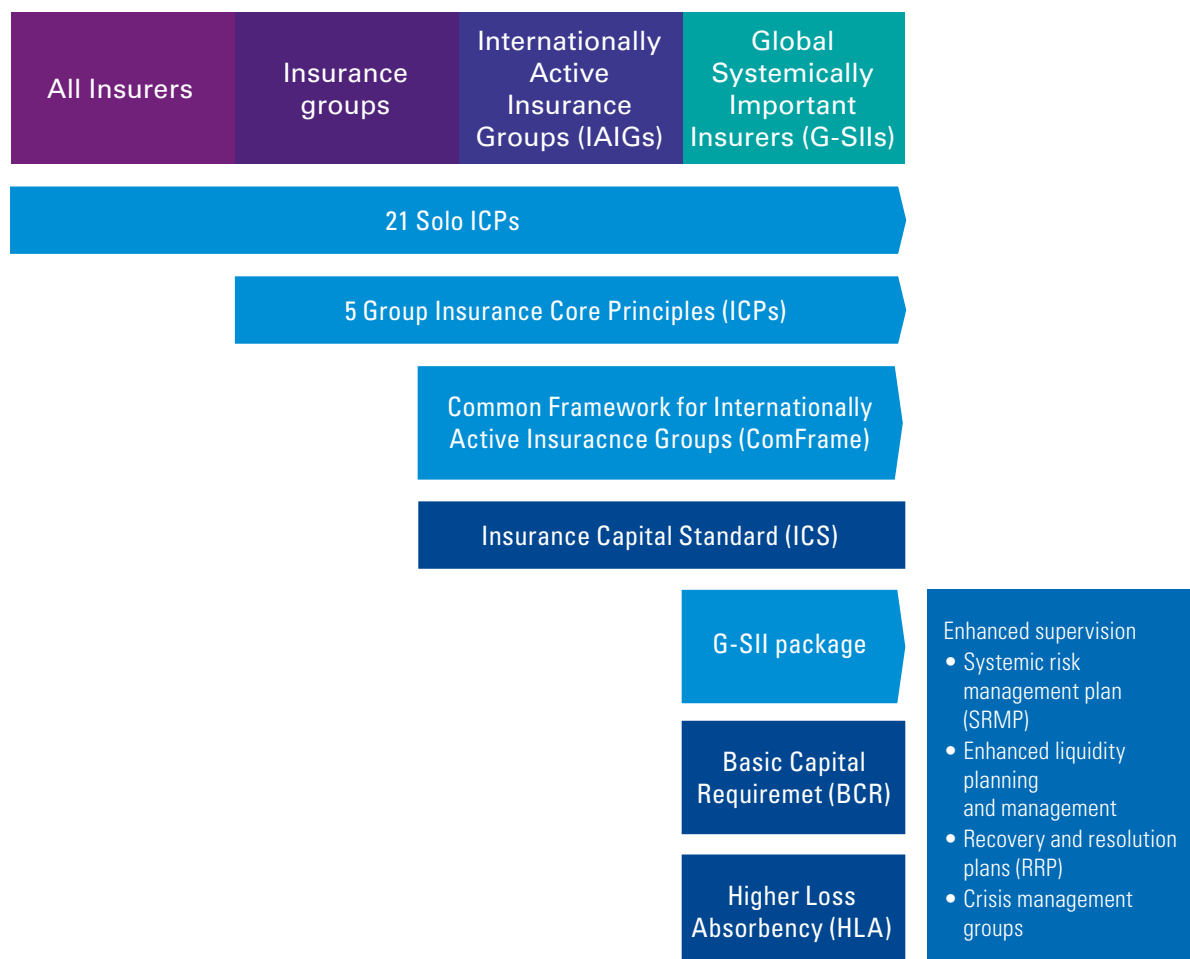 All Insurers
Insurance
groups
Internationally
Active
Insurance
Groups (IAIGs)
Global
Systemically
Important
Insurers (G-SIIs)
21 Solo ICPs
5 Group Insurance Core Principles (ICPs)
Common Framework for Internationally
Active Insuracnce Groups (ComFrame)
Insurance Capital Standard (ICS)
G-SII package
Basic Capital
Requiremet (BCR)
Higher Loss
Absorbency (HLA)
Enhanced supervision
• Systemic risk
management plan
(SRMP)
• Enhanced liquidity
planning
and management
• Recovery and resolution
plans (RRP)
• Crisis management
groups